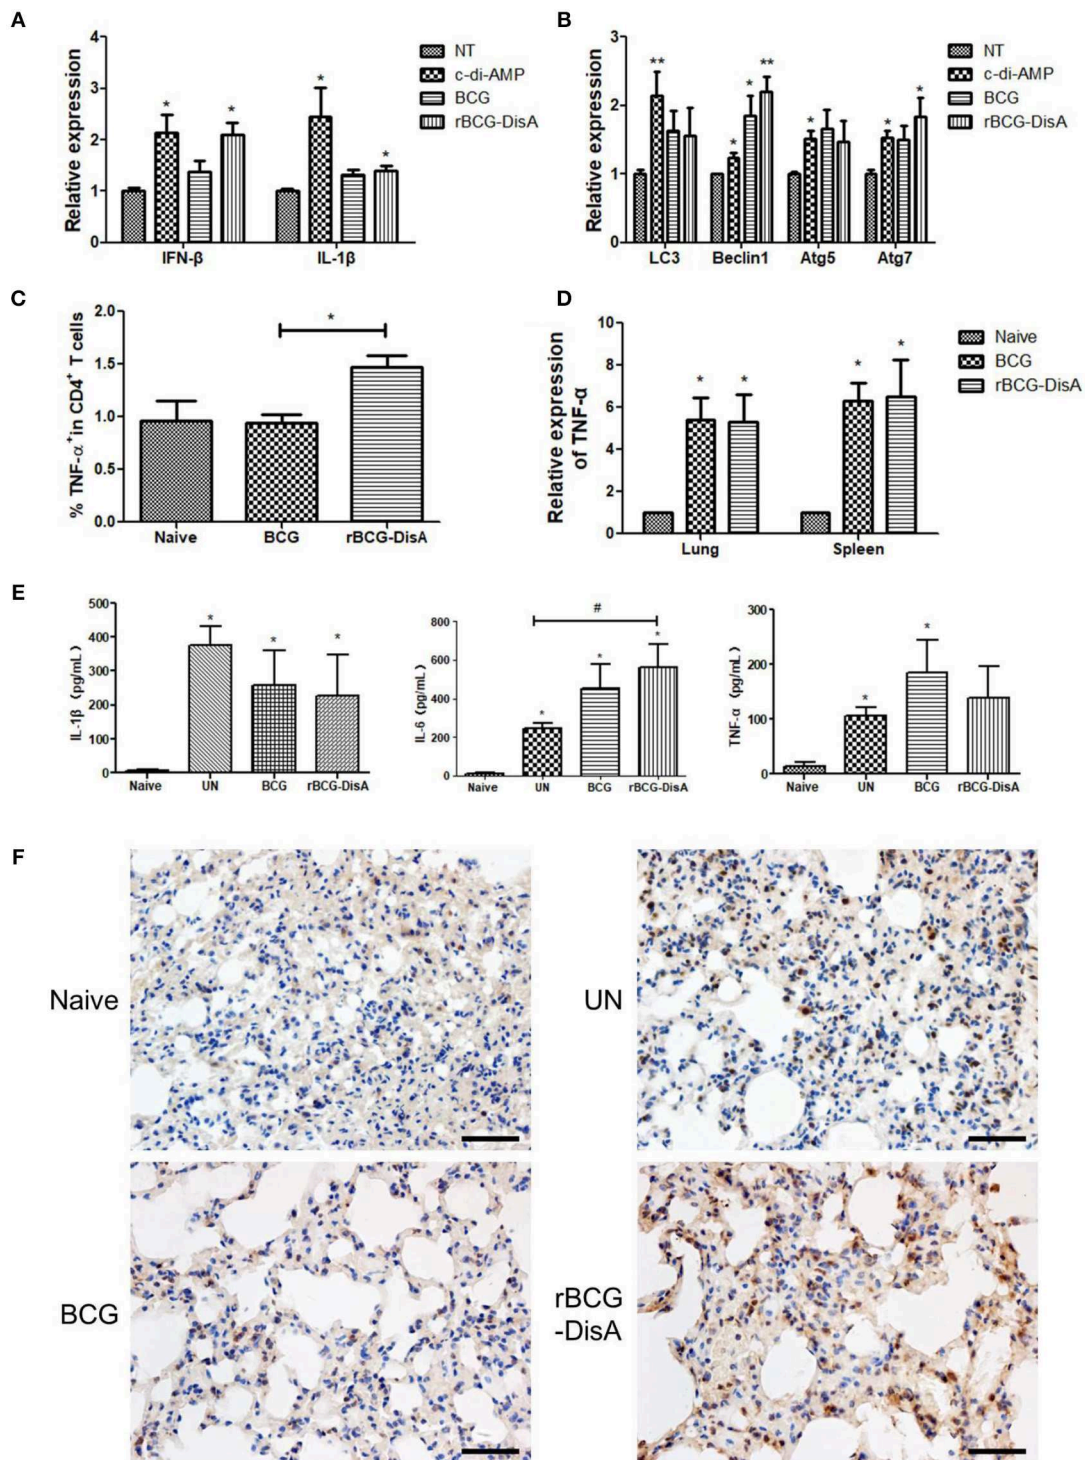 A
Relative expression
4
3
2
1
0
*
*
*
*
IFN-β
IL-1β
NT
c-di-AMP
BCG
rBCG-DisA
B
Relative expression
3
2
1
0
**
*
*
**
*
*
*
LC3
Beclin1
Atg5
Atg7
NT
c-di-AMP
BCG
rBCG-DisA
C
% TNF-α+in CD4+ T cells
2.0
1.5
1.0
0.5
0.0
*
Naive
BCG
rBCG-DisA
D
Relative expression
of TNF-α
10
8
6
4
2
0
*
*
*
*
Lung
Spleen
Naive
BCG
rBCG-DisA
E
IL-1β (pg/mL)
500
400
300
200
100
0
*
*
*
Naive
UN
BCG
rBCG-DisA
IL-6 (pg/mL)
800
600
400
200
0
#
*
*
*
Naive
UN
BCG
rBCG-DisA
TNF-α (pg/mL)
300
200
100
0
*
*
Naive
UN
BCG
rBCG-DisA
F
Naive
UN
BCG
rBCG
-DisA